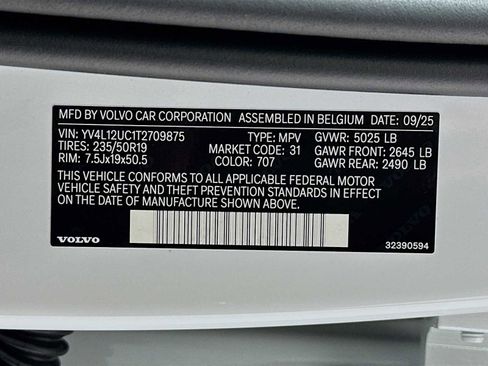 MFD BY VOLVO CAR CORPORATION ASSEMBLED IN BELGIUM DATE: 09/25
VIN: YV4L12UC1T2709875 TYPE: MPV GVWR: 5025 LB
TIRES: 235/50R19 MARKET CODE: 31 GAWR FRONT: 2645 LB
RIM: 7.5Jx19x50.5 COLOR: 707 GAWR REAR: 2490 LB
THIS VEHICLE CONFORMS TO ALL APPLICABLE FEDERAL MOTOR
VEHICLE SAFETY AND THEFT PREVENTION STANDARDS IN EFFECT
ON THE DATE OF MANUFACTURE SHOWN ABOVE.
VOLVO 32390594